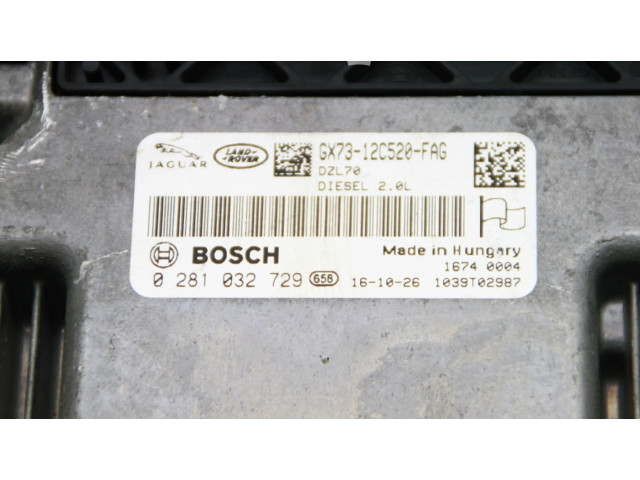 JAGUAR
LAND-
ROVER
GX73-12C520-FAG
DZL70
DIESEL 2.0L
BOSCH
Made in Hungary
1674 0004
0 281 032 729 658 16-10-26 1039T02987